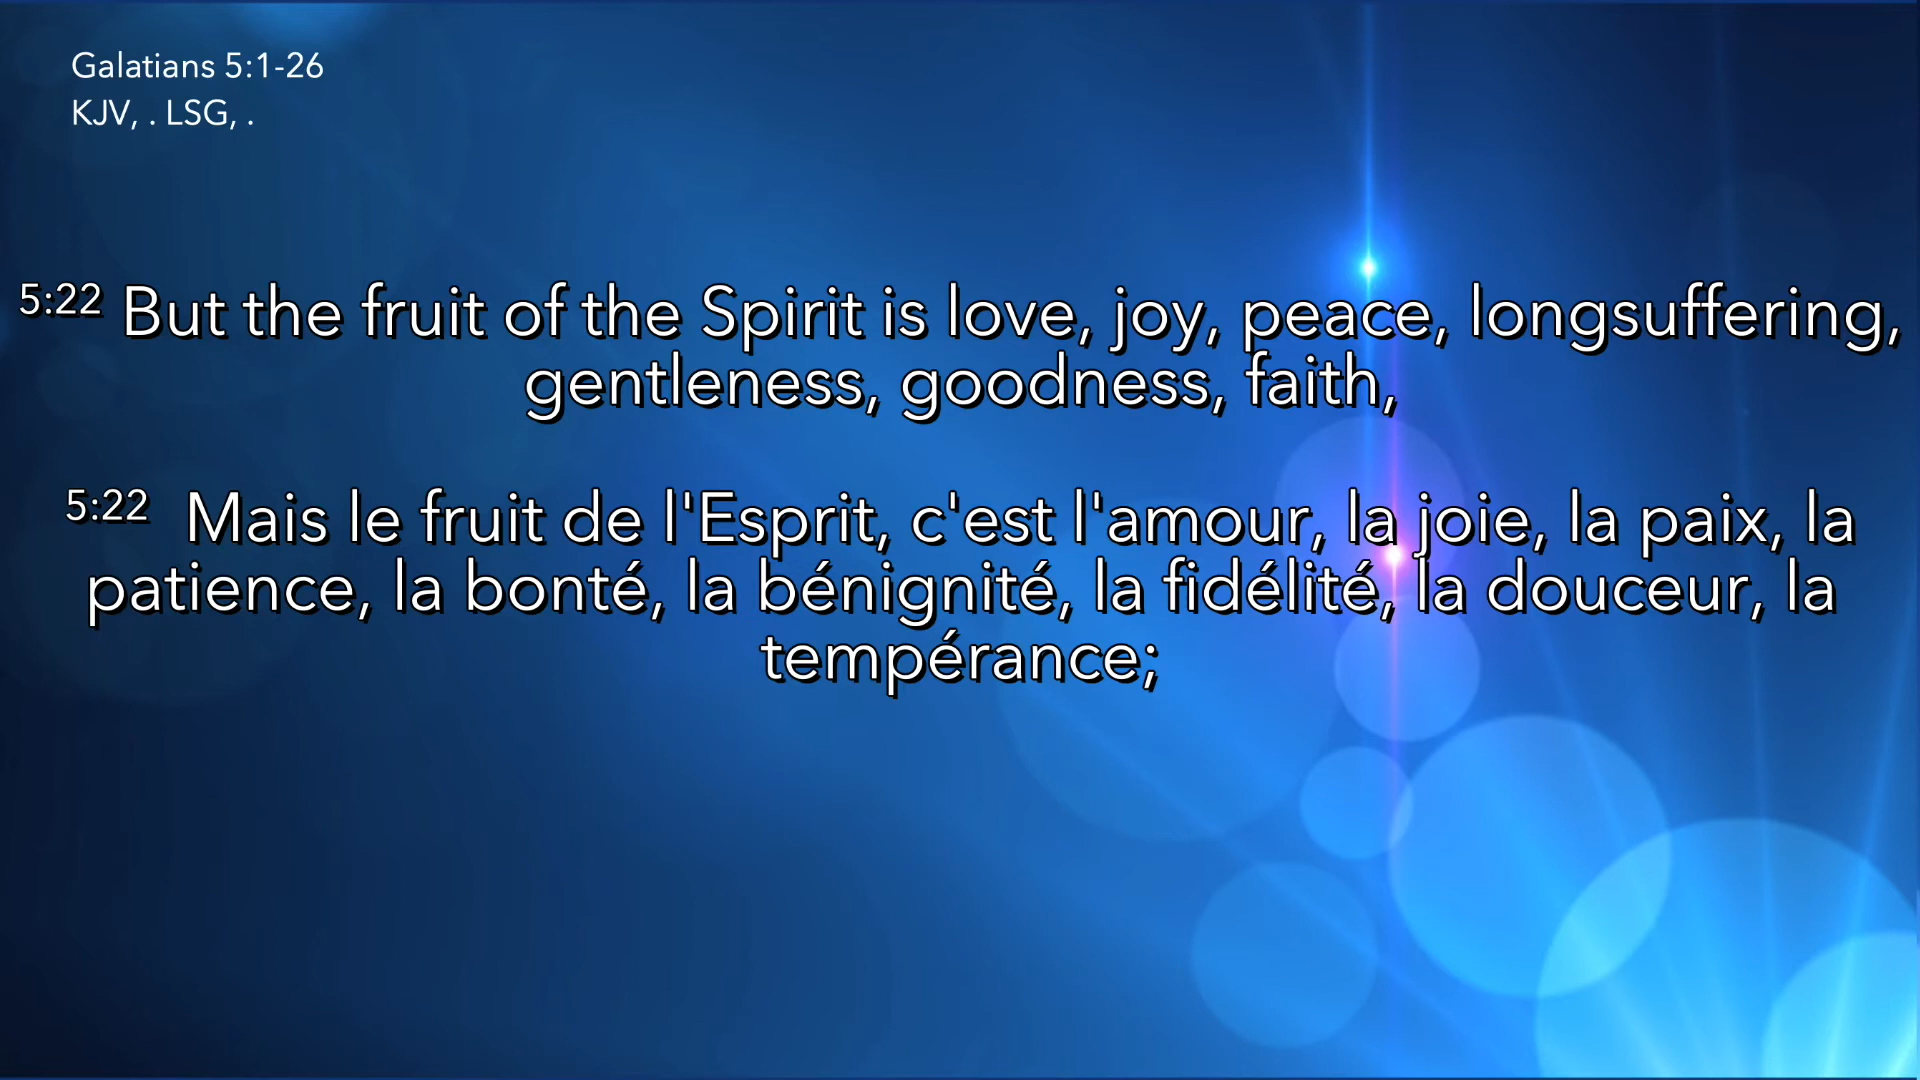 Galatians 5:1-26
KJV, . LSG, .
5:22 But the fruit of the Spirit is love, joy, peace, longsuffering,
gentleness, goodness, faith,
5:22 Mais le fruit de l'Esprit, c'est l'amour, la joie, la paix, la
patience, la bonté, la bénignité, la fidélité, la douceur, la
tempérance;